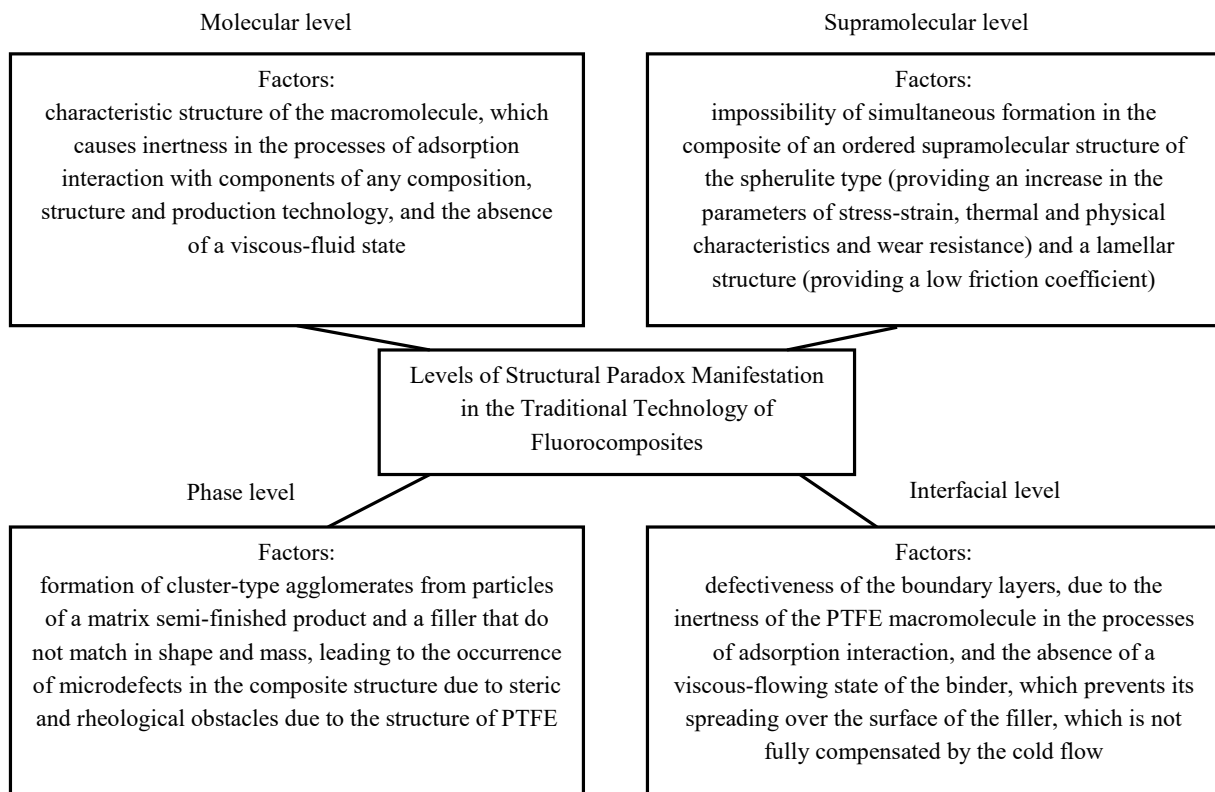 Molecular level
Factors:
characteristic structure of the macromolecule, which
causes inertness in the processes of adsorption
interaction with components of any composition,
structure and production technology, and the absence
of a viscous-fluid state
Supramolecular level
Factors:
impossibility of simultaneous formation in the
composite of an ordered supramolecular structure of
the spherulite type (providing an increase in the
parameters of stress-strain, thermal and physical
characteristics and wear resistance) and a lamellar
structure (providing a low friction coefficient)
Levels of Structural Paradox Manifestation
in the Traditional Technology of
Fluorocomposites
Phase level
Factors:
formation of cluster-type agglomerates from particles
of a matrix semi-finished product and a filler that do
not match in shape and mass, leading to the occurrence
of microdefects in the composite structure due to steric
and rheological obstacles due to the structure of PTFE
Interfacial level
Factors:
defectiveness of the boundary layers, due to the
inertness of the PTFE macromolecule in the processes
of adsorption interaction, and the absence of a
viscous-flowing state of the binder, which prevents its
spreading over the surface of the filler, which is not
fully compensated by the cold flow